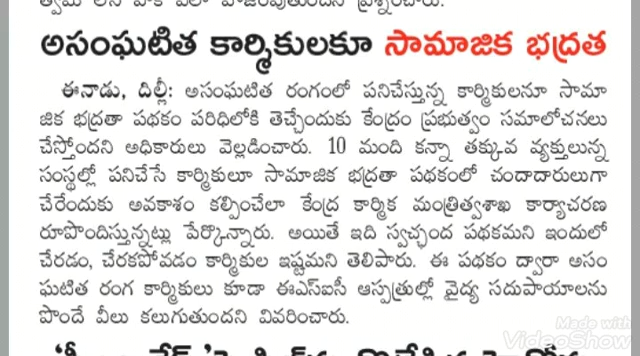 ప్రశ్నించారు.
అసంఘటిత కార్మికులకూ సామాజిక భద్రత
ఈనాడు, దిల్లీ: అసంఘటిత రంగంలో పనిచేస్తున్న కార్మికులనూ సామా
జిక భద్రతా పథకం పరిధిలోకి తెచ్చేందుకు కేంద్రం ప్రభుత్వం సమాలోచనలు
చేస్తోందని అధికారులు వెల్లడించారు. 10 మంది కన్నా తక్కువ వ్యక్తులున్న
సంస్థల్లో పనిచేసే కార్మికులూ సామాజిక భద్రతా పథకంలో చందాదారులుగా
చేరేందుకు అవకాశం కల్పించేలా కేంద్ర కార్మిక మంత్రిత్వశాఖ కార్యాచరణ
రూపొందిస్తున్నట్లు పేర్కొన్నారు. అయితే ఇది స్వచ్ఛంద పథకమని ఇందులో
చేరడం, చేరకపోవడం కార్మికుల ఇష్టమని తెలిపారు. ఈ పథకం ద్వారా అసం
ఘటిత రంగ కార్మికులు కూడా ఈఎస్ఐసీ ఆస్పత్రుల్లో వైద్య సదుపాయాలను
పొందే వీలు కలుగుతుందని వివరించారు.
Made with
VideoShow